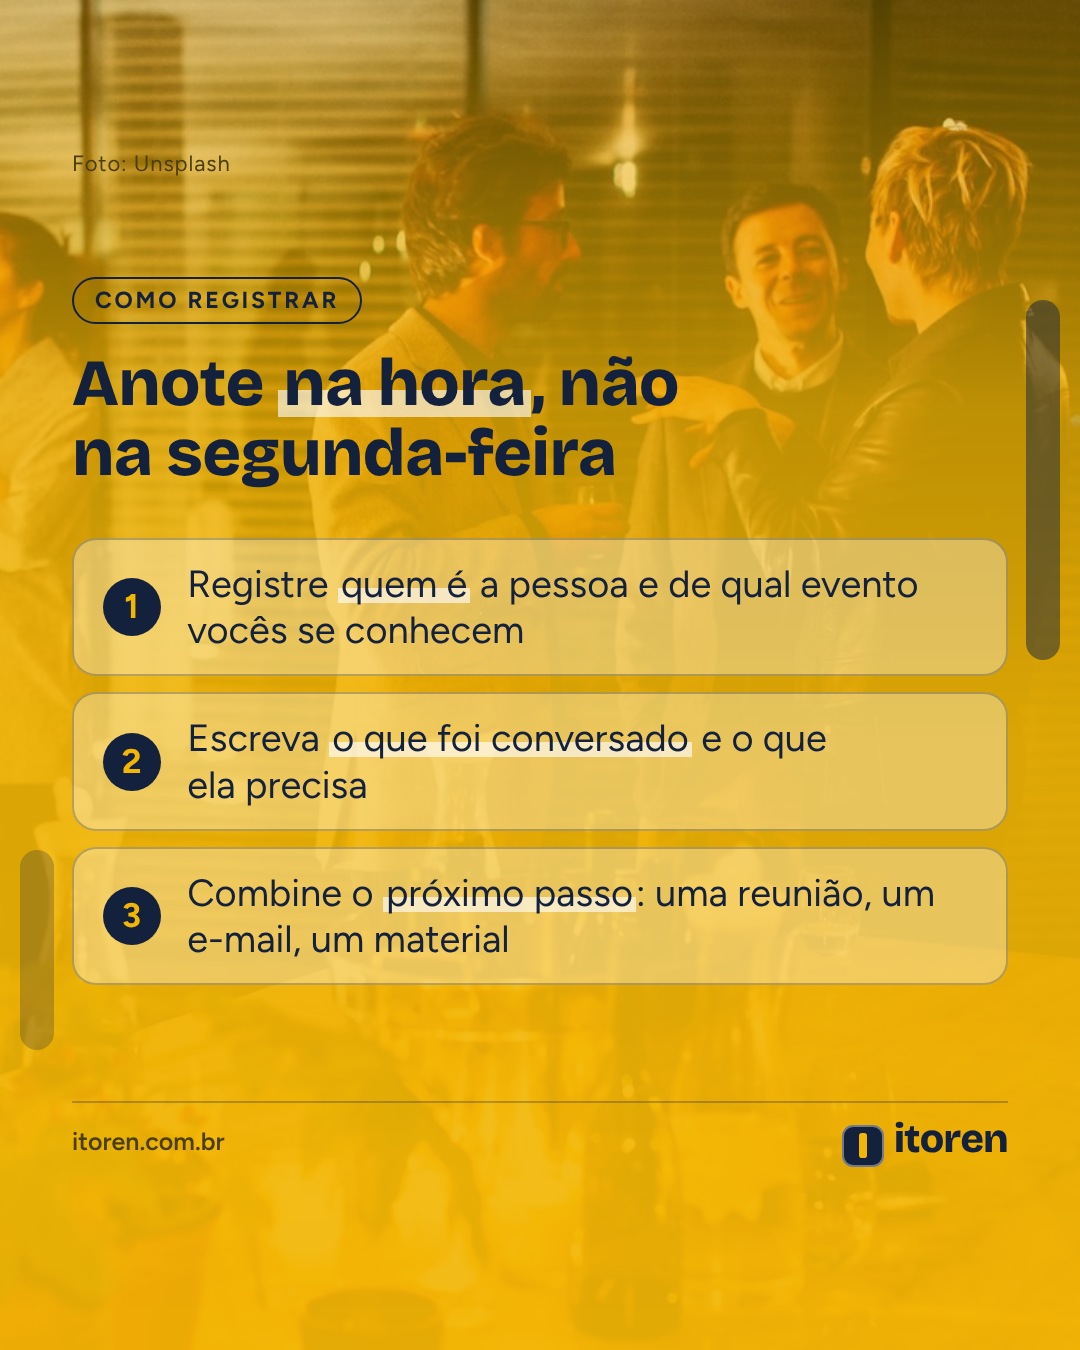 Foto: Unsplash
COMO REGISTRAR
Anote na hora, não
na segunda-feira
1
Registre quem é a pessoa e de qual evento
vocês se conhecem
2
Escreva o que foi conversado e o que
ela precisa
3
Combine o próximo passo: uma reunião, um
e-mail, um material
itoren.com.br
itoren